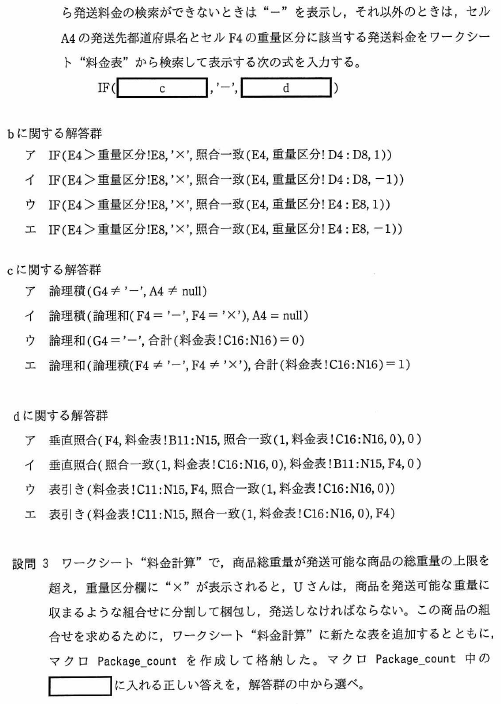 ら発送料金の検索ができないときは“－”を表示し，それ以外のときは，セル
A4の発送先都道府県名とセルF4の重量区分に該当する発送料金をワークシー
ト“料金表”から検索して表示する次の式を入力する。
IF( c ,'－', d )
bに関する解答群
ア IF(E4＞重量区分!E8,'×',照合一致(E4,重量区分!D4:D8,1))
イ IF(E4＞重量区分!E8,'×',照合一致(E4,重量区分!D4:D8,－1))
ウ IF(E4＞重量区分!E8,'×',照合一致(E4,重量区分!E4:E8,1))
エ IF(E4＞重量区分!E8,'×',照合一致(E4,重量区分!E4:E8,－1))
cに関する解答群
ア 論理積(G4≠'－',A4≠null)
イ 論理積(論理和(F4＝'－',F4＝'×'),A4＝null)
ウ 論理和(G4＝'－',合計(料金表!C16:N16)＝0)
エ 論理和(論理積(F4≠'－',F4≠'×'),合計(料金表!C16:N16)＝1)
dに関する解答群
ア 垂直照合(F4,料金表!B11:N15,照合一致(1,料金表!C16:N16,0),0)
イ 垂直照合(照合一致(1,料金表!C16:N16,0),料金表!B11:N15,F4,0)
ウ 表引き(料金表!C11:N15,F4,照合一致(1,料金表!C16:N16,0))
エ 表引き(料金表!C11:N15,照合一致(1,料金表!C16:N16,0),F4)
設問3 ワークシート“料金計算”で，商品総重量が発送可能な商品の総重量の上限を
超え，重量区分欄に“×”が表示されると，Uさんは，商品を発送可能な重量に
収まるような組合せに分割して梱包し，発送しなければならない。この商品の組
合せを求めるために，ワークシート“料金計算”に新たな表を追加するとともに，
マクロ Package_count を作成して格納した。マクロ Package_count 中の
に入れる正しい答えを，解答群の中から選べ。